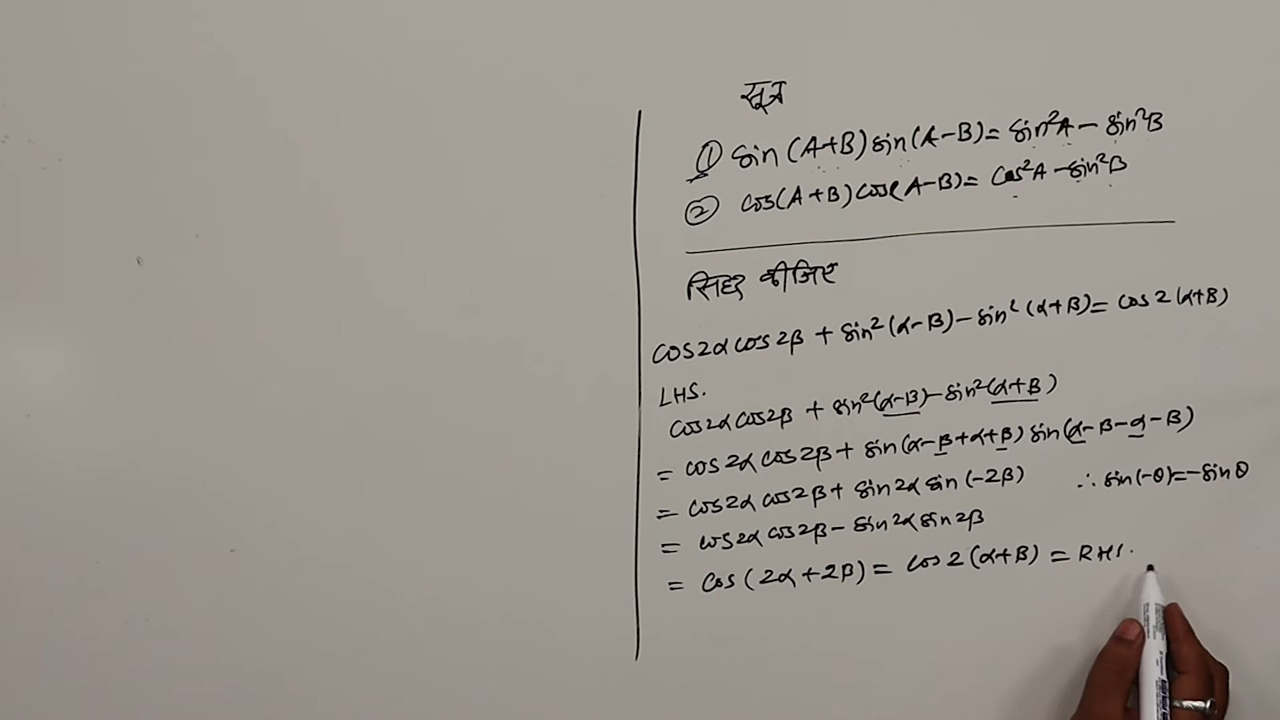 सूत्र
① sin(A+B)sin(A-B)= sin²A - sin²B
② cos(A+B)cos(A-B)= cos²A - sin²B
सिद्ध कीजिए
cos2α cos2β + sin²(α-β) - sin²(α+β) = cos2(α+β)
LHS.
cos2α cos2β + sin²(α-β) - sin²(α+β)
= cos2α cos2β + sin(α-β+α+β) sin(α-β-α-β)
= cos2α cos2β + sin2α sin(-2β) ∴ sin(-θ)=-sinθ
= cos2α cos2β - sin2α sin2β
= cos(2α+2β) = cos2(α+β) = RHS.